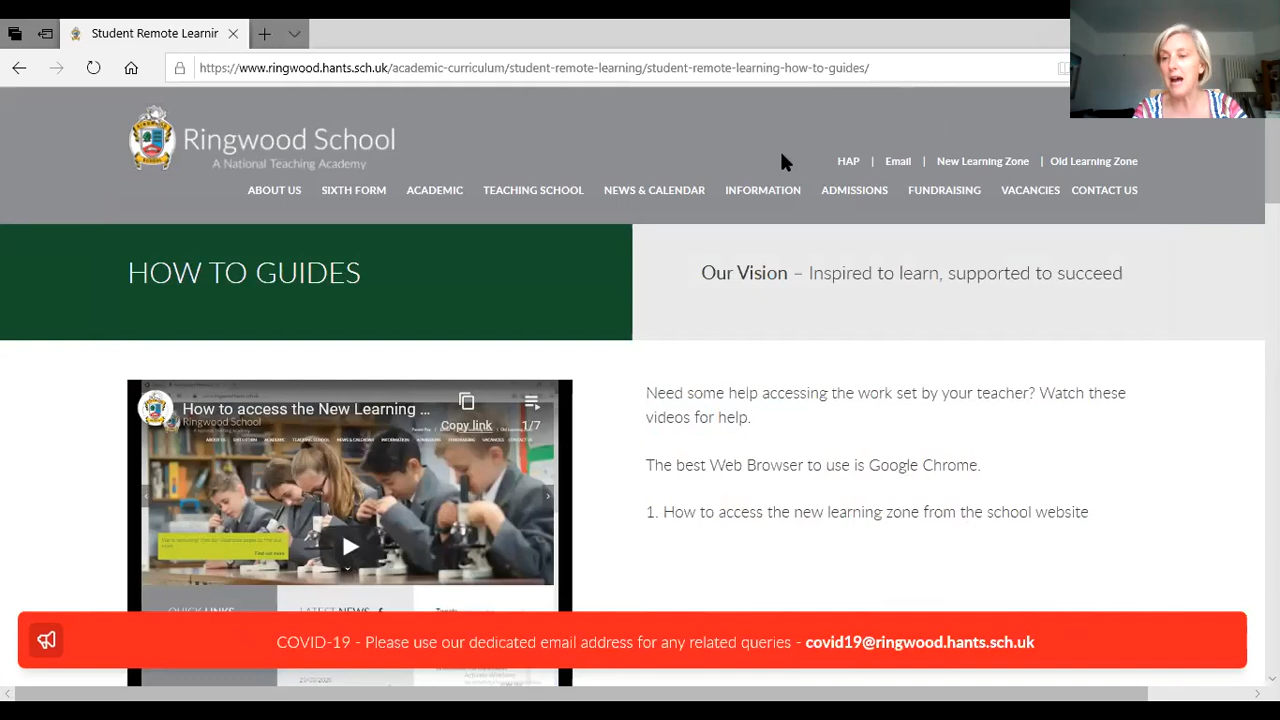 Student Remote Learnir
https://www.ringwood.hants.sch.uk/academic-curriculum/student-remote-learning/student-remote-learning-how-to-guides/
Ringwood School
A National Teaching Academy
HAP | Email | New Learning Zone | Old Learning Zone
ABOUT US SIXTH FORM ACADEMIC TEACHING SCHOOL NEWS & CALENDAR INFORMATION ADMISSIONS FUNDRAISING VACANCIES CONTACT US
HOW TO GUIDES
Our Vision – Inspired to learn, supported to succeed
How to access the New Learning ...
Copy link
1/7
Ringwood School
Find out more
QUICK LINKS
LATEST NEWS
Need some help accessing the work set by your teacher? Watch these
videos for help.
The best Web Browser to use is Google Chrome.
1. How to access the new learning zone from the school website
COVID-19 - Please use our dedicated email address for any related queries - covid19@ringwood.hants.sch.uk